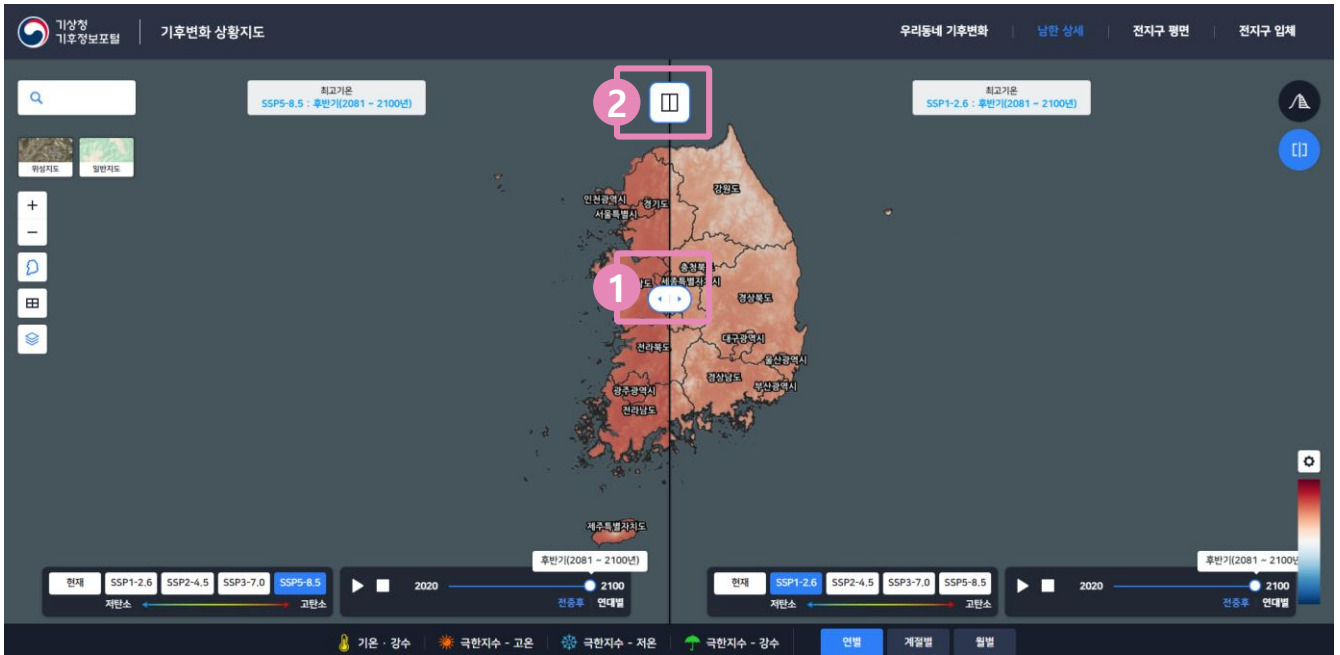 기상청
기후정보포털
기후변화 상황지도
우리동네 기후변화
남한 상세
전지구 평면
전지구 입체
최고기온
SSP5-8.5 : 후반기(2081 ~ 2100년)
2
최고기온
SSP1-2.6 : 후반기(2081 ~ 2100년)
위성지도
일반지도
강원도
인천광역시
경기도
서울특별시
충청북
도
세종특별자치시
1
경상북도
전라북도
대구광역시
울산광역시
경상남도
부산광역시
광주광역시
전라남도
제주특별자치도
후반기(2081 ~ 2100년)
현재 SSP1-2.6 SSP2-4.5 SSP3-7.0 SSP5-8.5
저탄소 고탄소
2020 2100
전중후 연대별
후반기(2081 ~ 2100년
현재 SSP1-2.6 SSP2-4.5 SSP3-7.0 SSP5-8.5
저탄소 고탄소
2020 2100
전중후 연대별
기온 · 강수
극한지수 - 고온
극한지수 - 저온
극한지수 - 강수
연별
계절별
월별